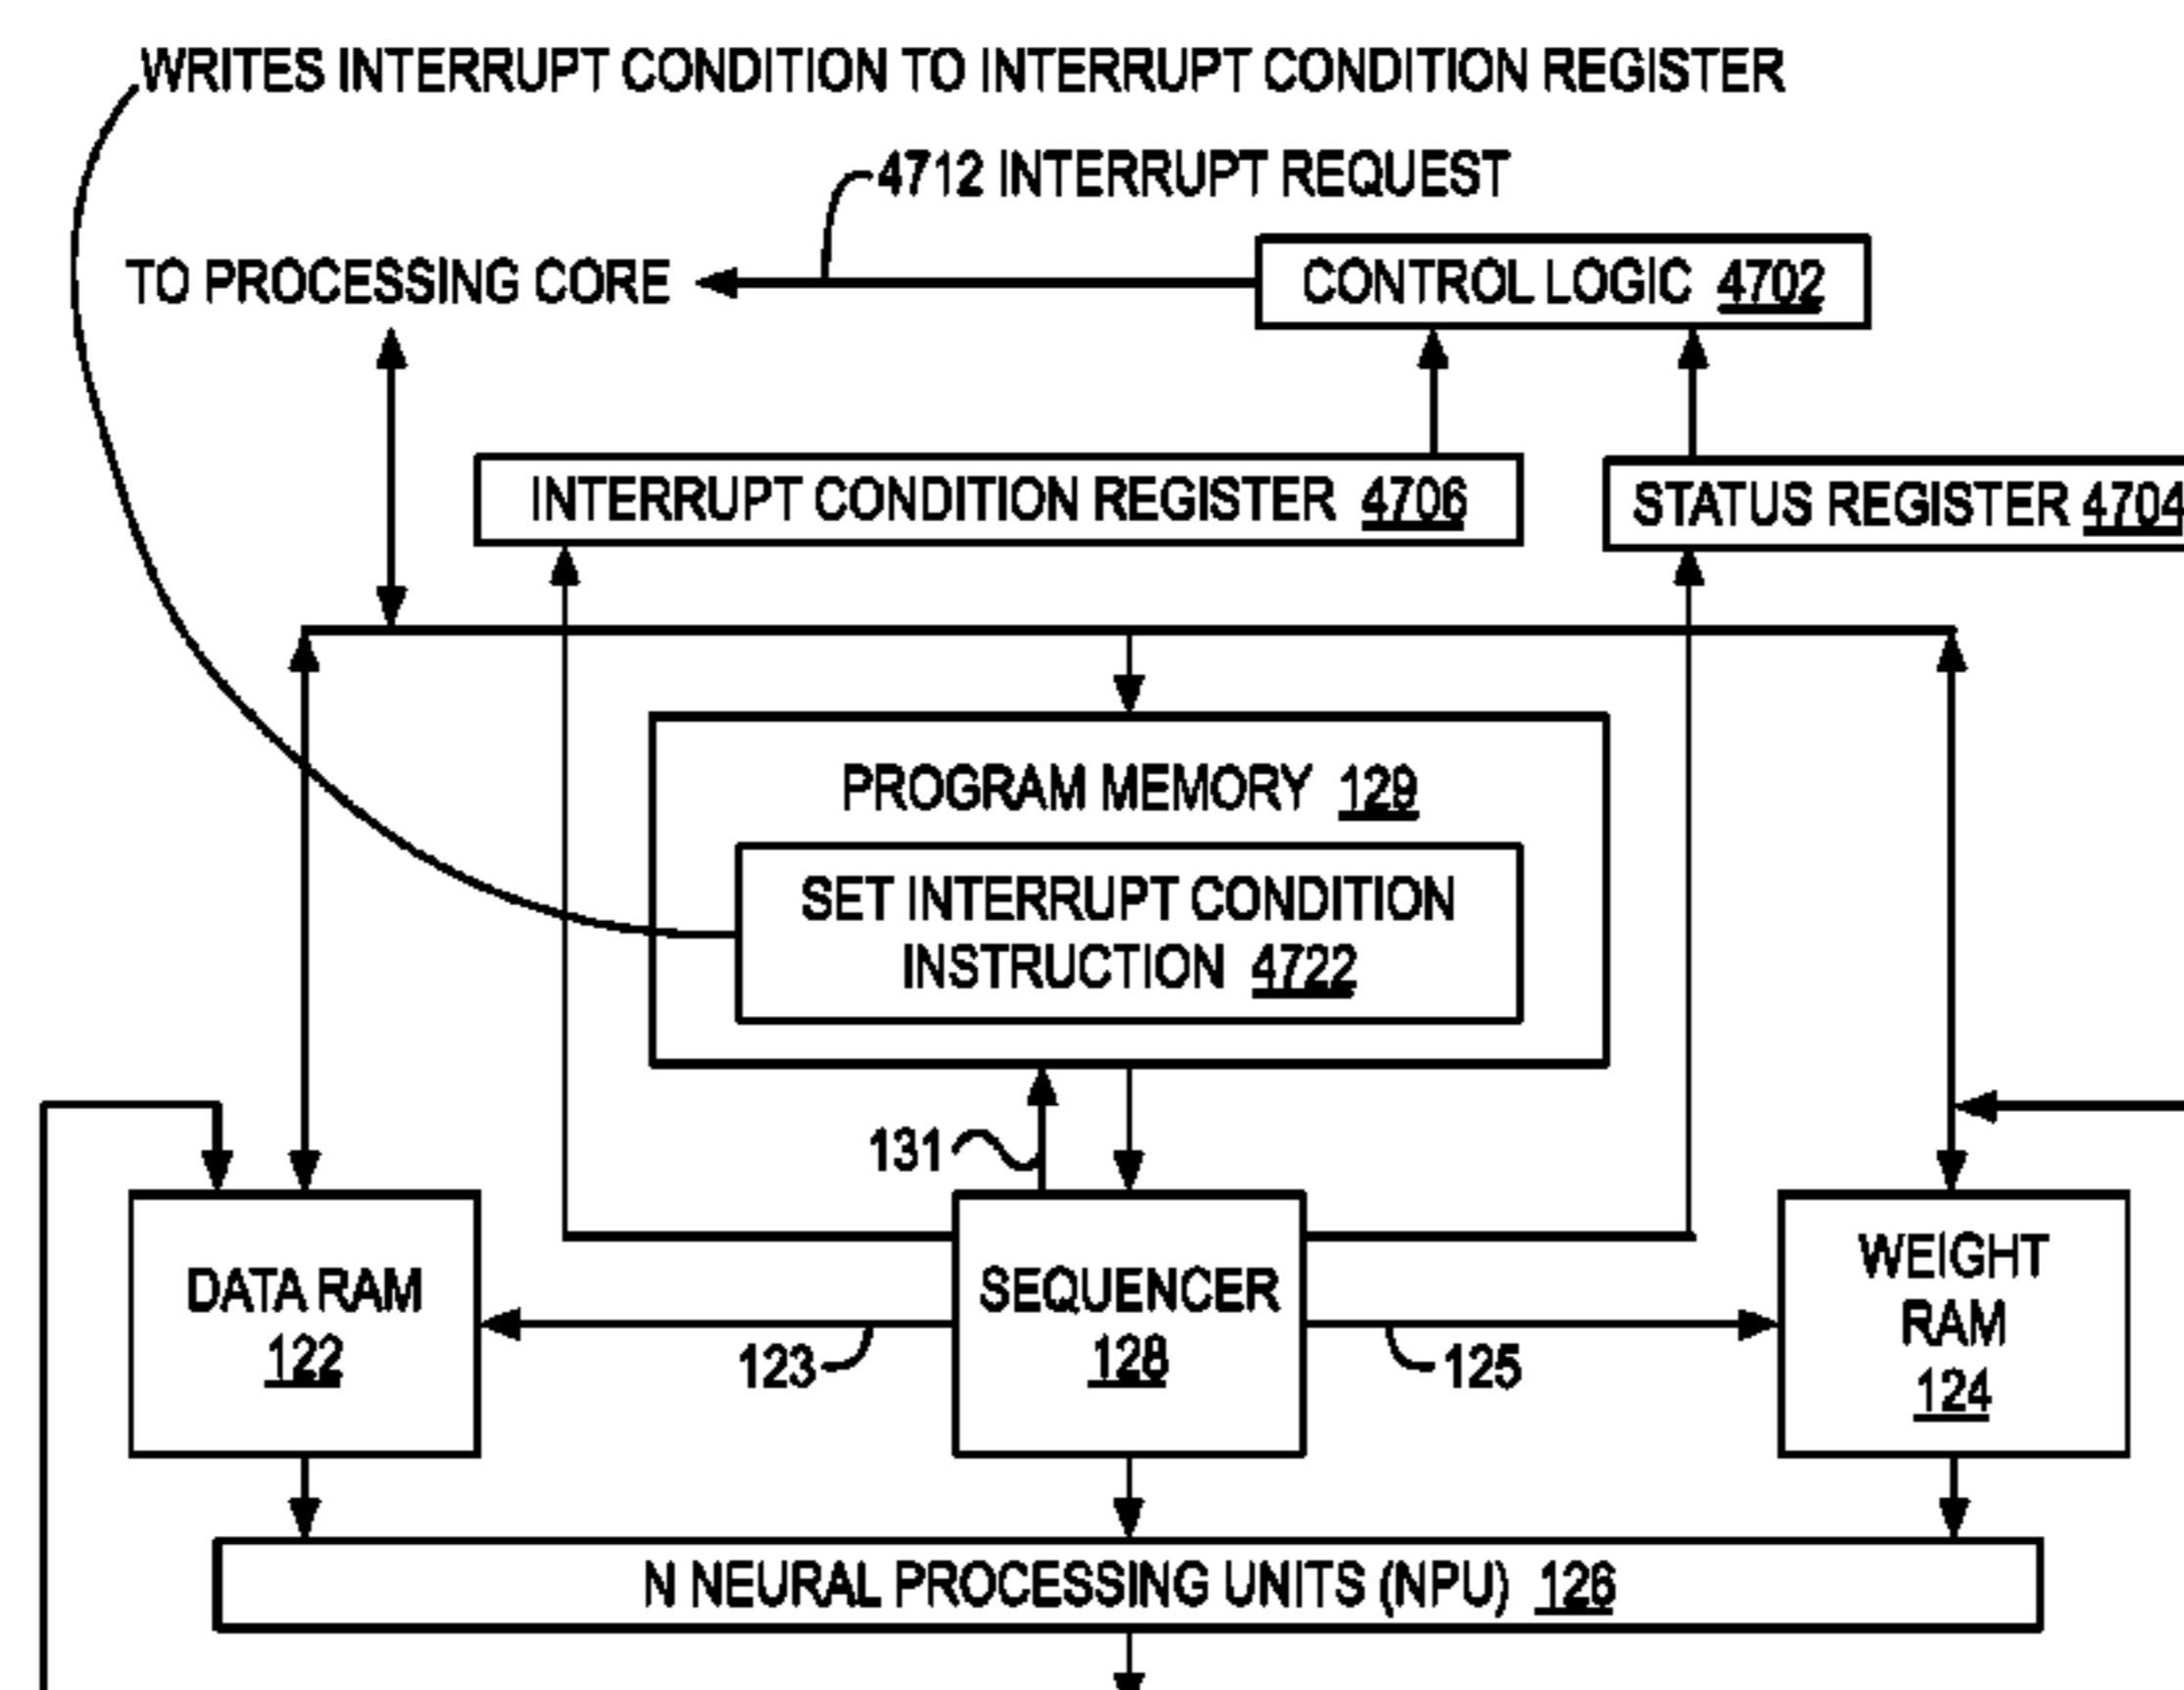 WRITES INTERRUPT CONDITION TO INTERRUPT CONDITION REGISTER
4712 INTERRUPT REQUEST
TO PROCESSING CORE
CONTROL LOGIC 4702
INTERRUPT CONDITION REGISTER 4706
STATUS REGISTER 4704
PROGRAM MEMORY 129
SET INTERRUPT CONDITION
INSTRUCTION 4722
131
DATA RAM
122
123
SEQUENCER
128
125
WEIGHT
RAM
124
N NEURAL PROCESSING UNITS (NPU) 126